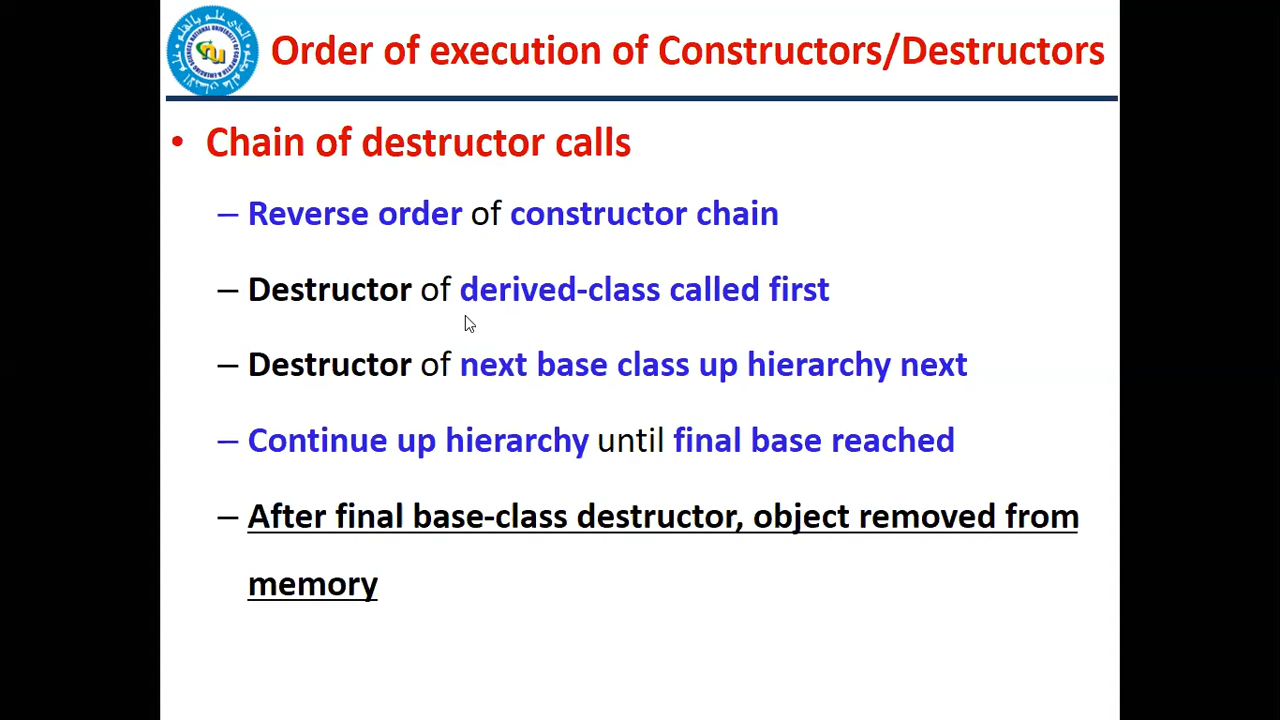 Order of execution of Constructors/Destructors
• Chain of destructor calls
– Reverse order of constructor chain
– Destructor of derived-class called first
– Destructor of next base class up hierarchy next
– Continue up hierarchy until final base reached
– After final base-class destructor, object removed from
memory